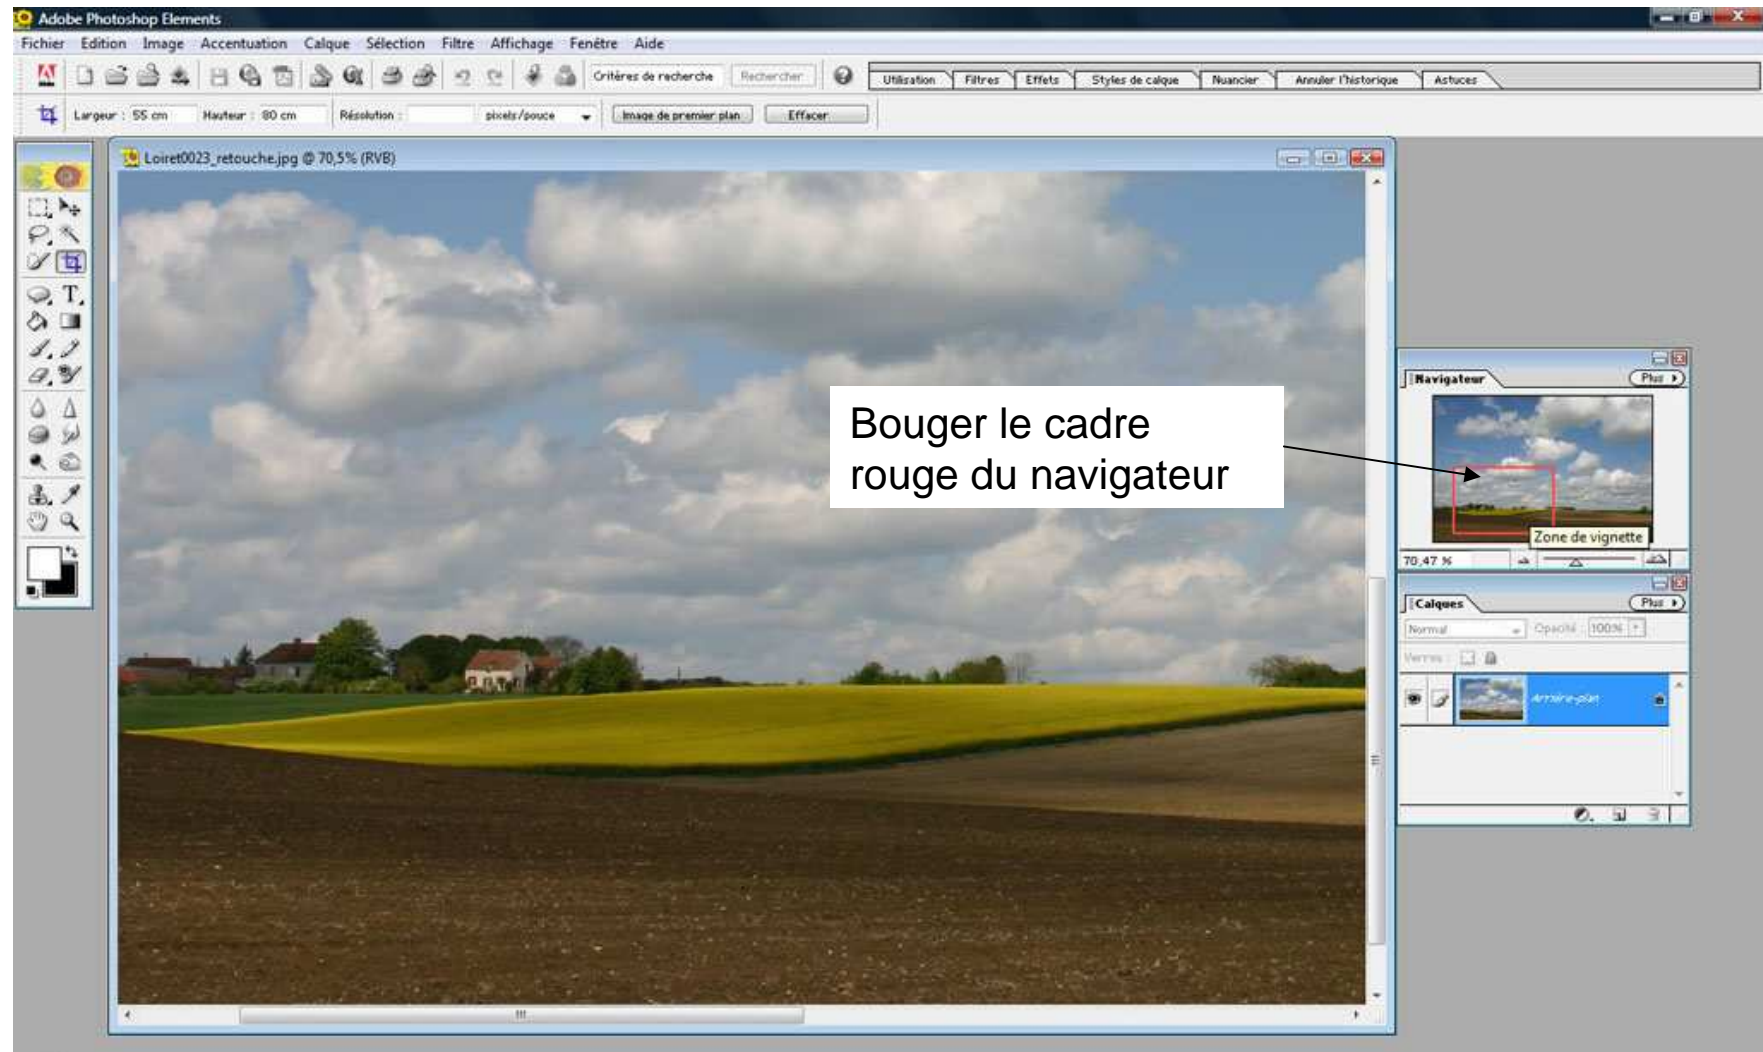 Adobe Photoshop Elements
Fichier Edition Image Accentuation Calque Sélection Filtre Affichage Fenêtre Aide
Critères de recherche Rechercher Utilisation Filtres Effets Styles de calque Nuancier Annuler l'historique Astuces
Largeur : 55 cm Hauteur : 80 cm Résolution : pixels/pouce Image de premier plan Effacer
Loiret0023_retouche.jpg @ 70,5% (RVB)
Navigateur Plus
Bouger le cadre
rouge du navigateur
Zone de vignette
70,47 %
Calques Plus
Normal Opacité : 100%
Verrou :
Arrière-plan